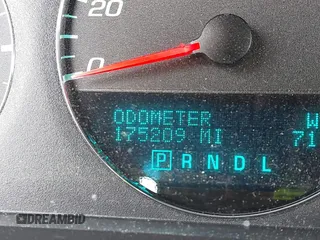 20
0
ODOMETER W
175209 MI 71
P R N D L
DREAMBID